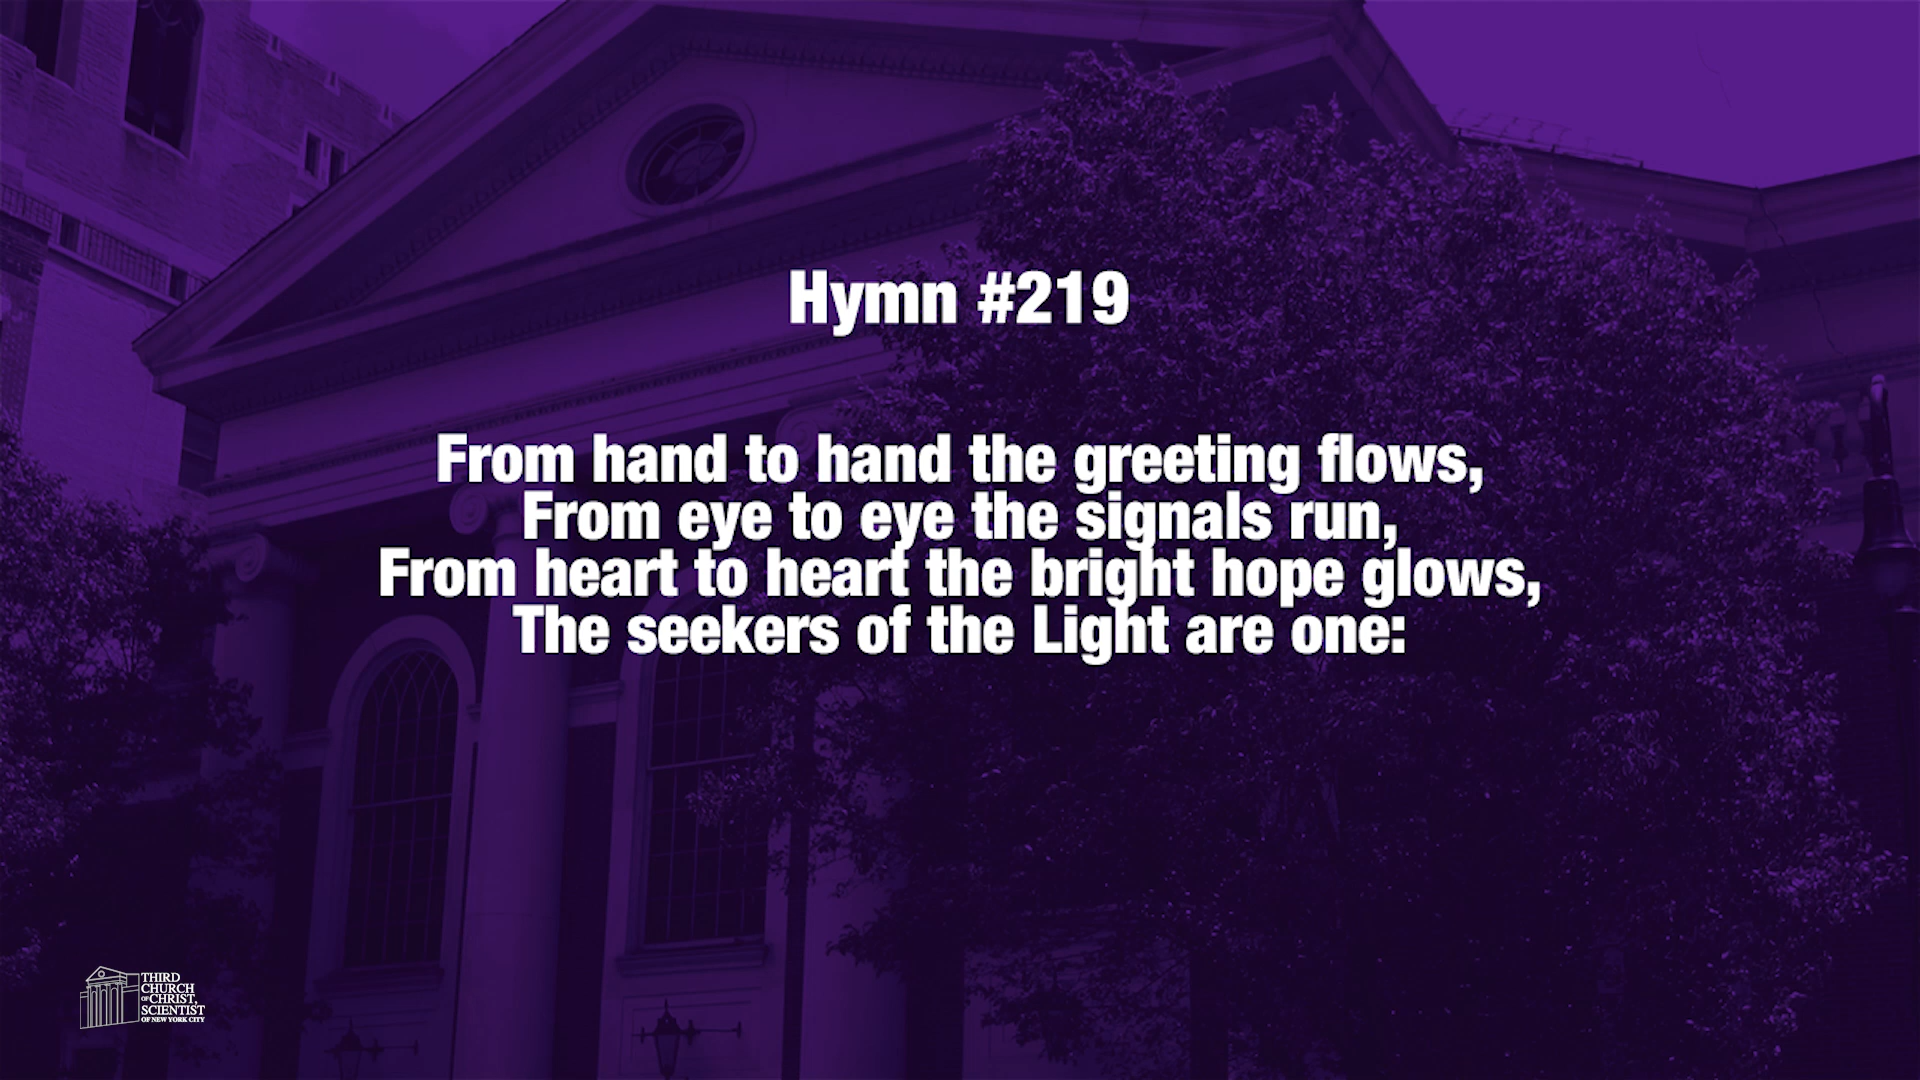 Hymn #219
From hand to hand the greeting flows,
From eye to eye the signals run,
From heart to heart the bright hope glows,
The seekers of the Light are one:
THIRD
CHURCH
OF CHRIST,
SCIENTIST
OF NEW YORK CITY